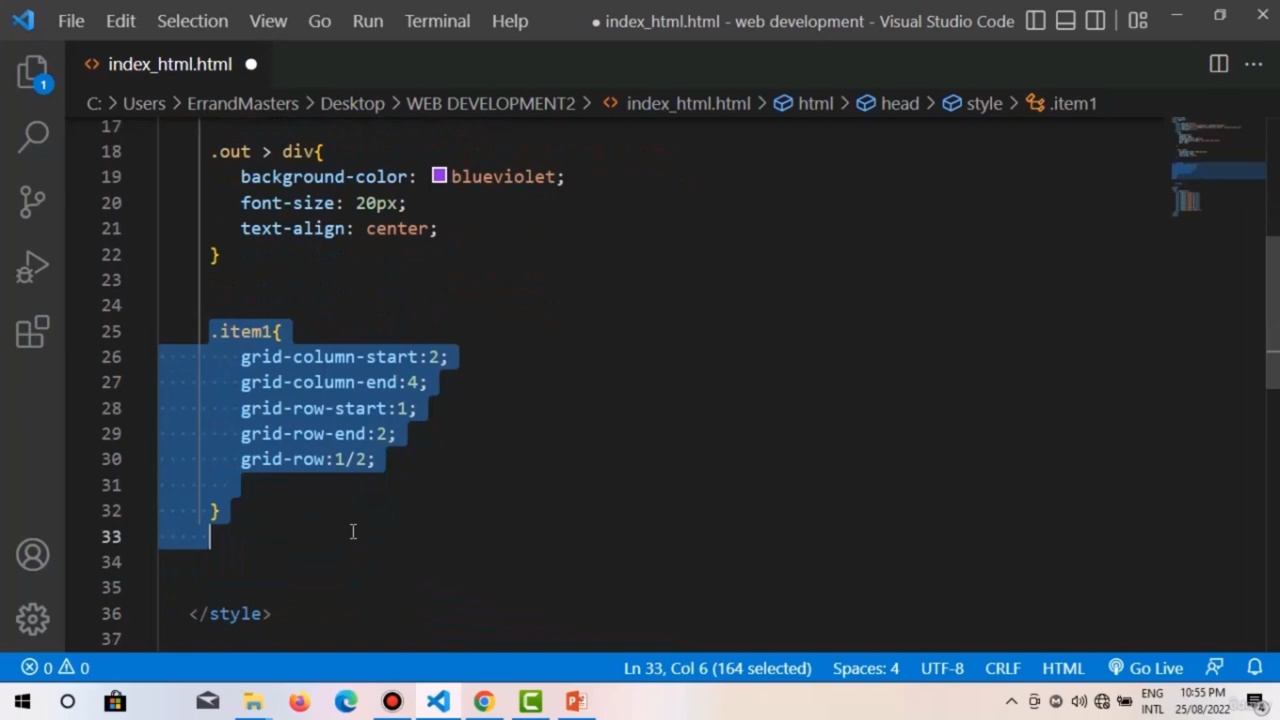 File Edit Selection View Go Run Terminal Help ● index_html.html - web development - Visual Studio Code
<> index_html.html ●
C: > Users > ErrandMasters > Desktop > WEB DEVELOPMENT2 > <> index_html.html > html > head > style > .item1
17
18 .out > div{
19 background-color: blueviolet;
20 font-size: 20px;
21 text-align: center;
22 }
23
24
25 .item1{
26 grid-column-start:2;
27 grid-column-end:4;
28 grid-row-start:1;
29 grid-row-end:2;
30 grid-row:1/2;
31
32 }
33
34
35
36 </style>
37
1
0 0 Ln 33, Col 6 (164 selected) Spaces: 4 UTF-8 CRLF HTML Go Live
ENG 10:55 PM
INTL 25/08/2022